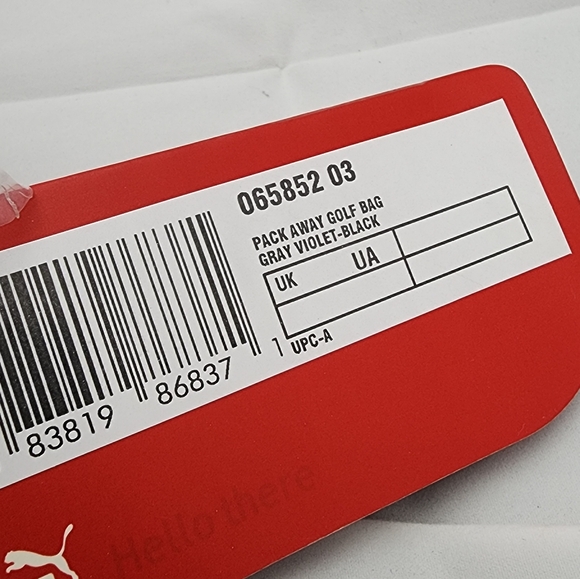 065852 03
PACK AWAY GOLF BAG
GRAY VIOLET-BLACK
UK UA
83819 86837 1 UPC-A
Hello there